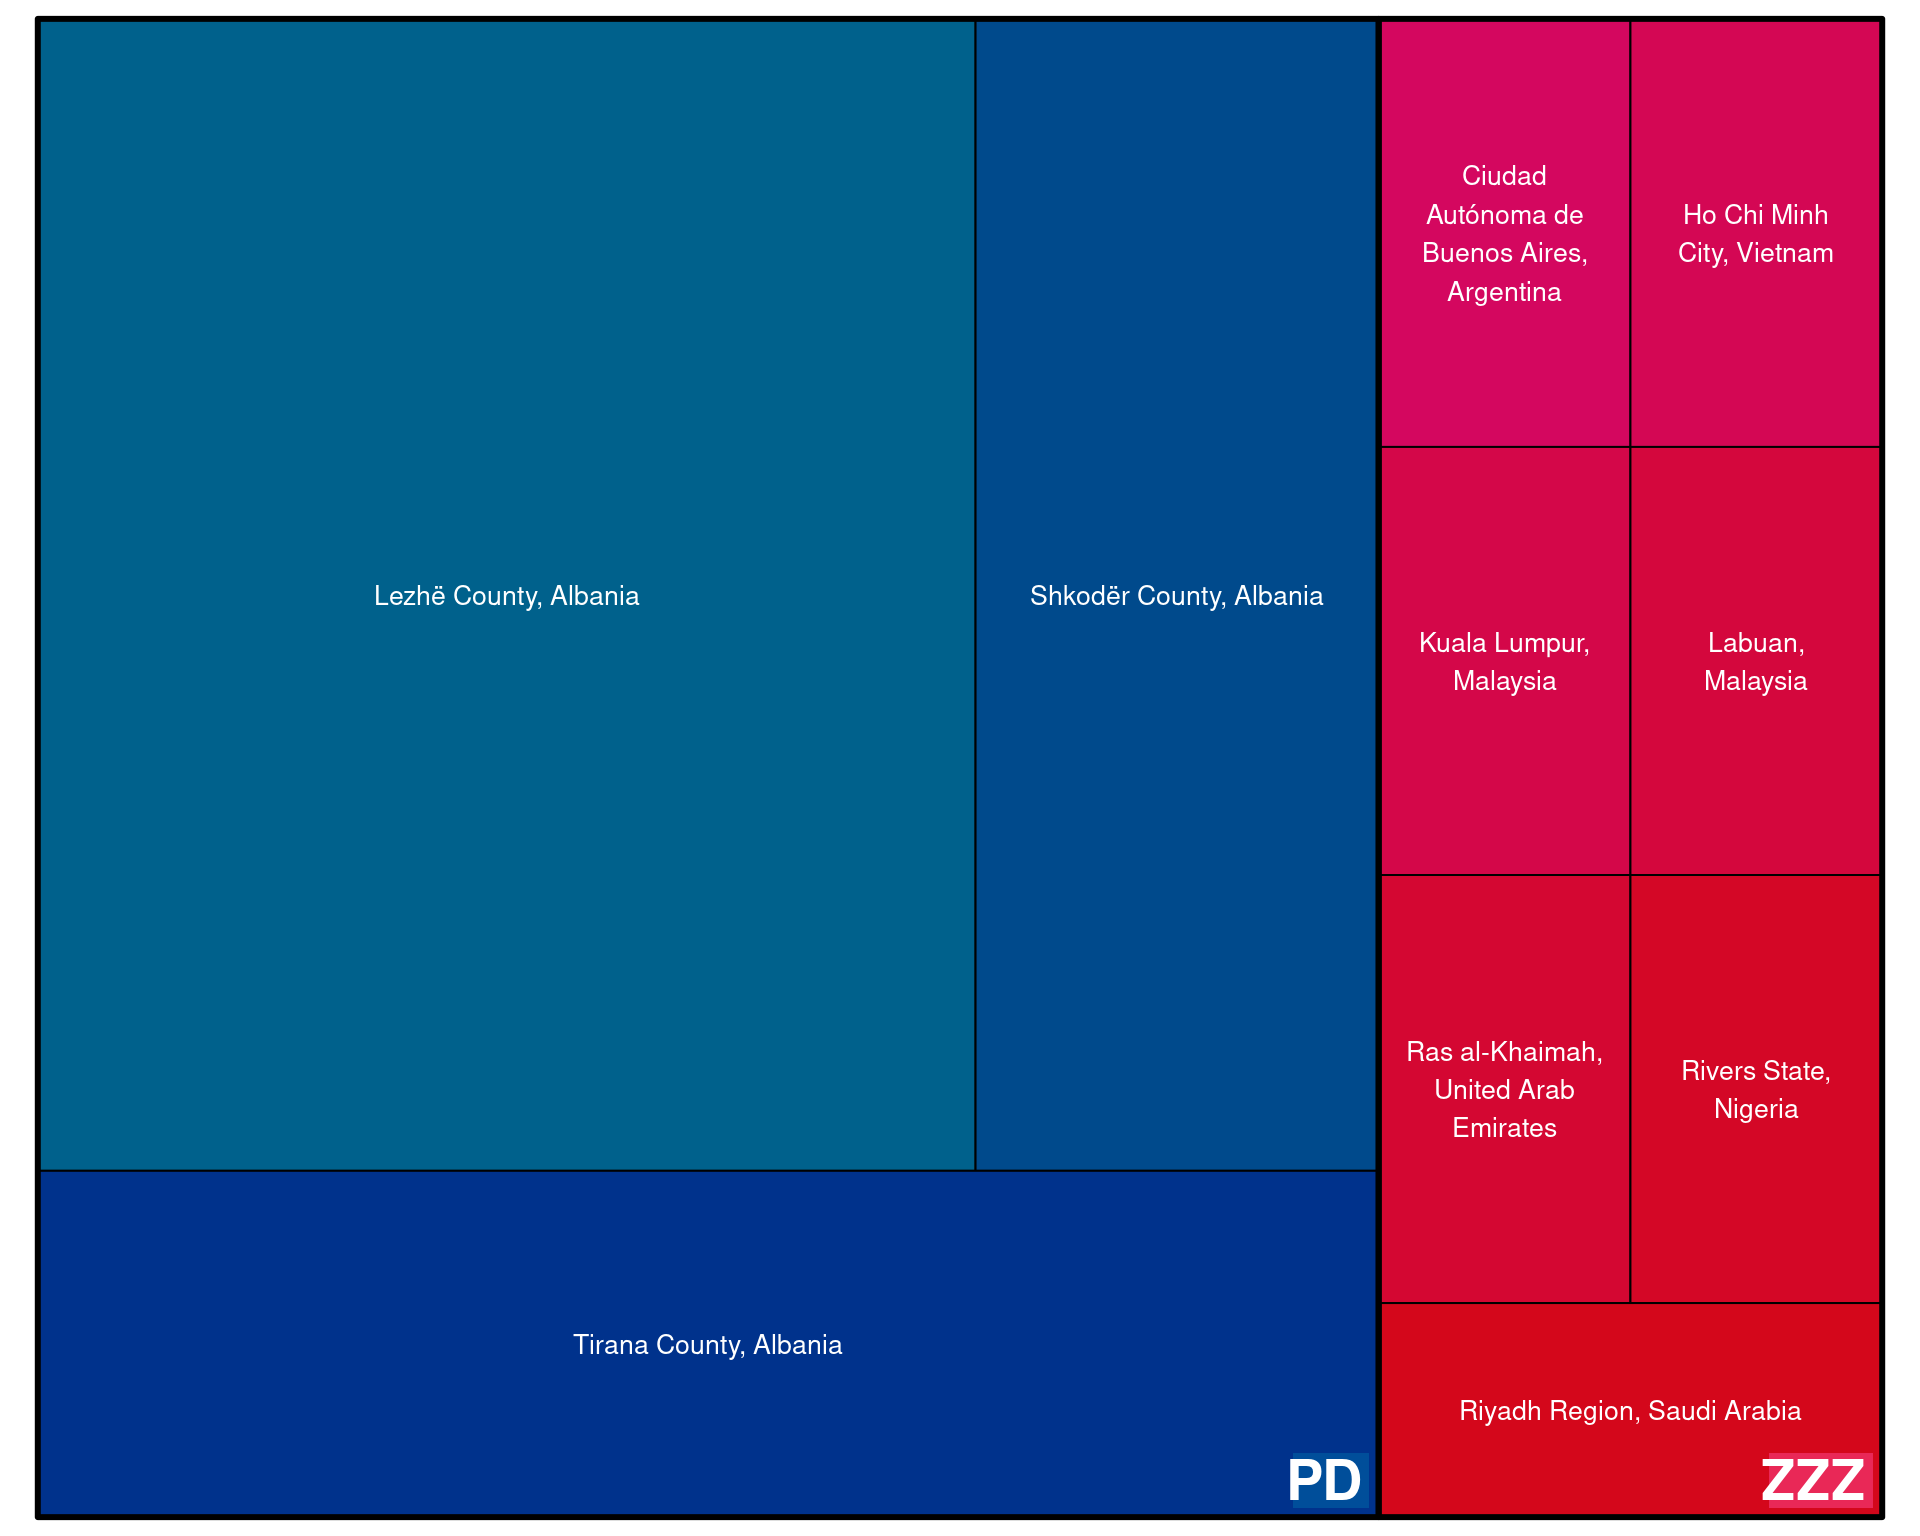 Lezhë County, Albania
Shkodër County, Albania
Tirana County, Albania
PD
Ciudad
Autónoma de
Buenos Aires,
Argentina
Ho Chi Minh
City, Vietnam
Kuala Lumpur,
Malaysia
Labuan,
Malaysia
Ras al-Khaimah,
United Arab
Emirates
Rivers State,
Nigeria
Riyadh Region, Saudi Arabia
ZZZ